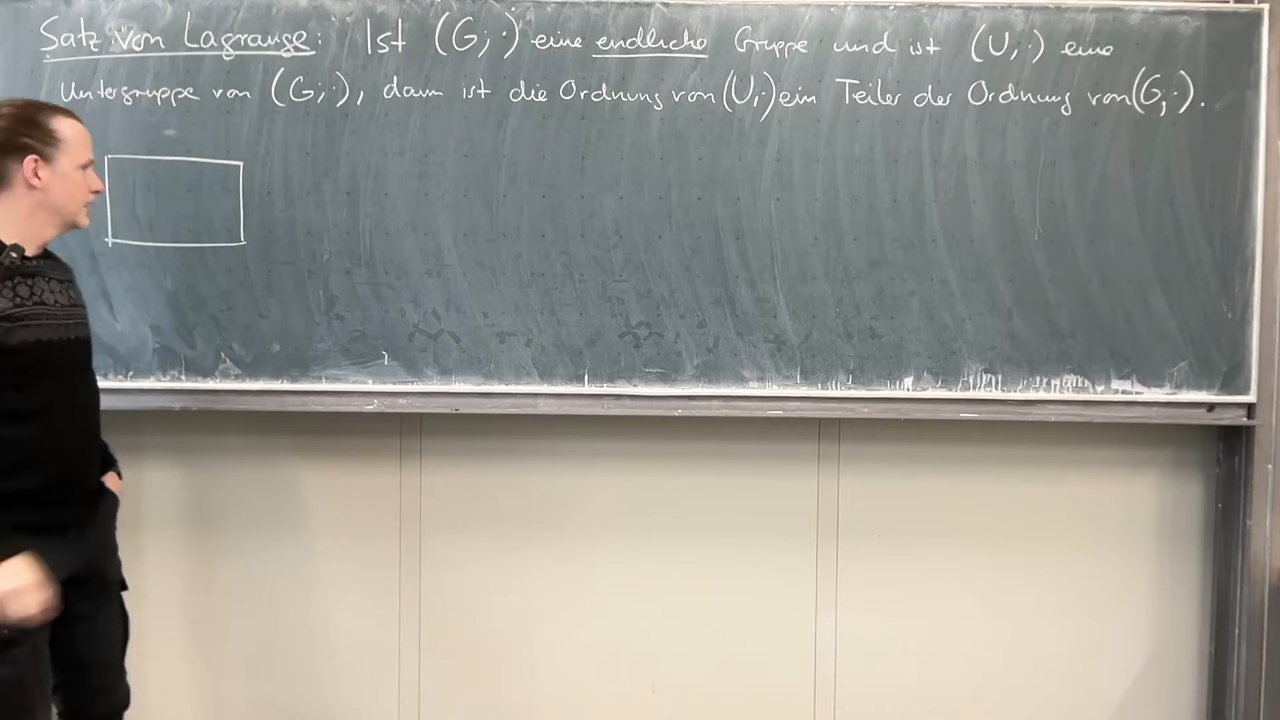 Satz von Lagrange: Ist (G; ·) eine endliche Gruppe und ist (U, ·) eine
Untergruppe von (G; ·), dann ist die Ordnung von (U, ·) ein Teiler der Ordnung von (G, ·).